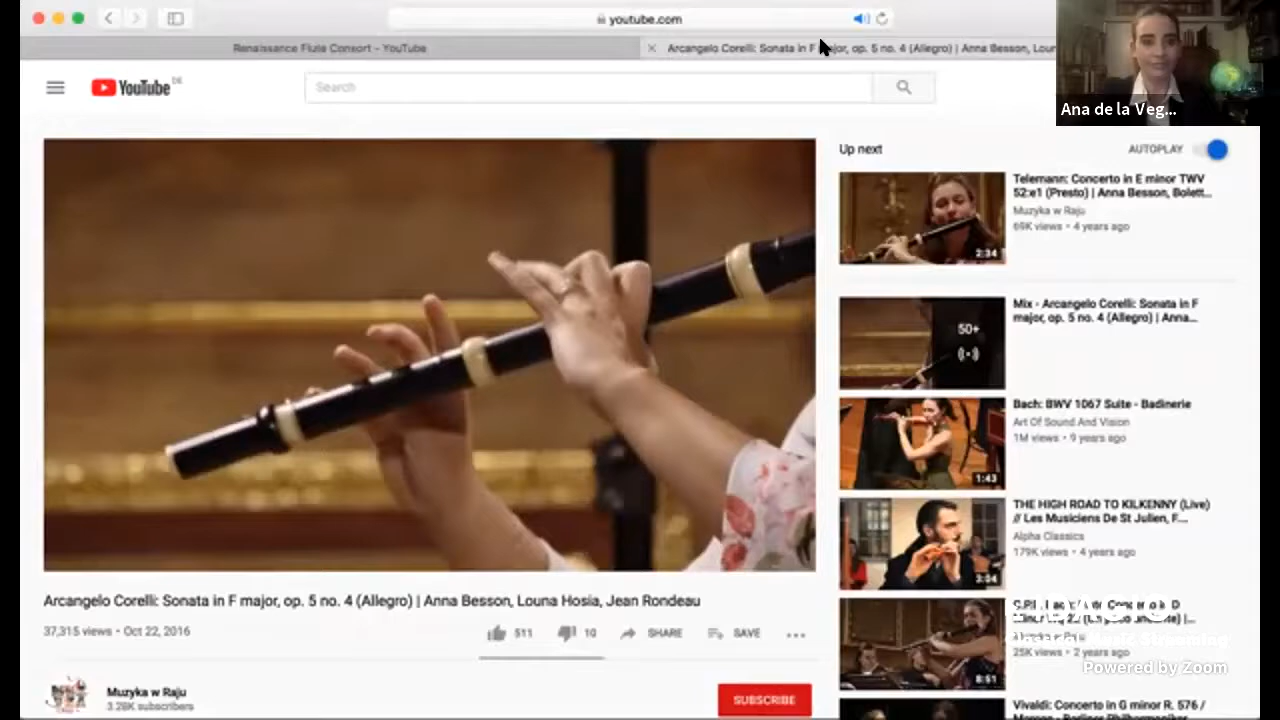 youtube.com
Renaissance Flute Consort - YouTube
Arcangelo Corelli: Sonata in F major, op. 5 no. 4 (Allegro) | Anna Besson, Loun
Ana de la Veg...
YouTube DE
Search
Up next
AUTOPLAY
Telemann: Concerto in E minor TWV
52:e1 (Presto) | Anna Besson, Bolett...
Muzyka w Raju
69K views • 4 years ago
2:34
Mix - Arcangelo Corelli: Sonata in F
major, op. 5 no. 4 (Allegro) | Anna...
50+
Bach: BWV 1067 Suite - Badinerie
Art Of Sound And Vision
1M views • 9 years ago
1:43
THE HIGH ROAD TO KILKENNY (Live)
// Les Musiciens De St Julien, F....
Alpha Classics
179K views • 4 years ago
3:04
Arcangelo Corelli: Sonata in F major, op. 5 no. 4 (Allegro) | Anna Besson, Louna Hosia, Jean Rondeau
37,315 views • Oct 22, 2016
511
10
SHARE
SAVE
Streaming
25K views • 2 years ago
Powered by Zoom
8:51
Muzyka w Raju
3.28K subscribers
SUBSCRIBE
Vivaldi: Concerto in G minor R. 576 /